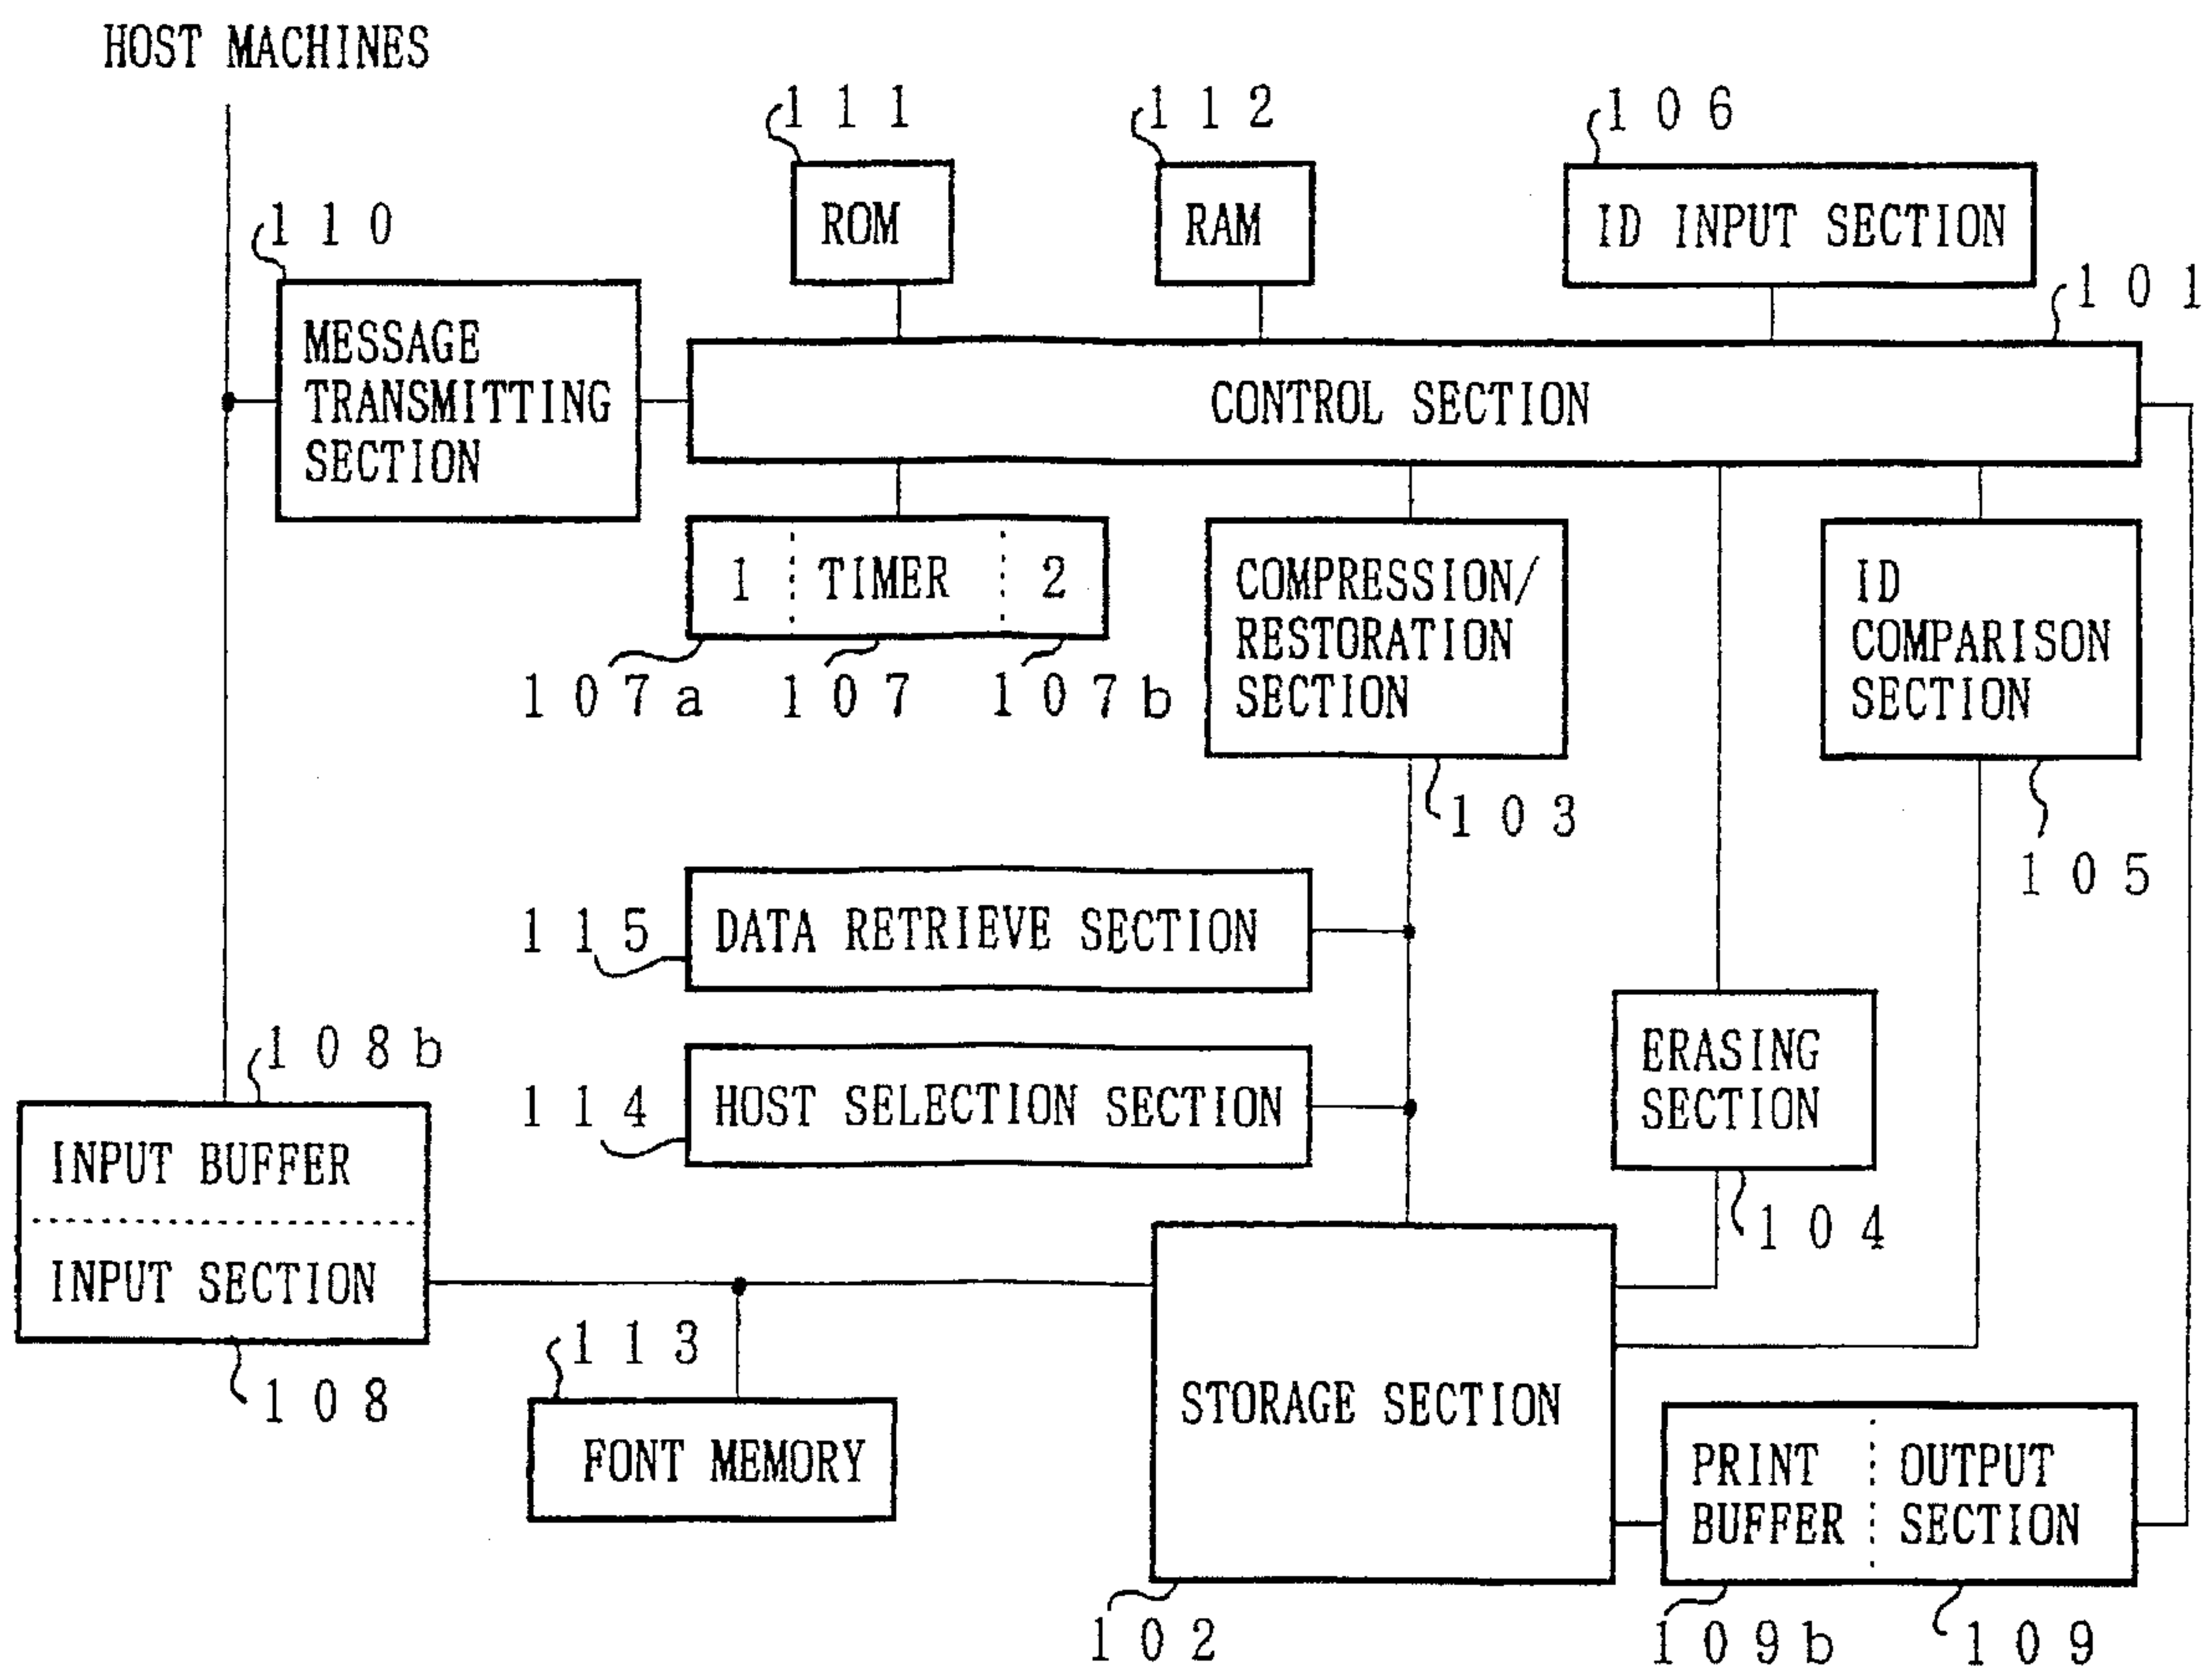 HOST MACHINES
111
112
106
110
ROM
RAM
ID INPUT SECTION
101
MESSAGE
TRANSMITTING
SECTION
CONTROL SECTION
1 TIMER 2
107a
107
107b
COMPRESSION/
RESTORATION
SECTION
103
ID
COMPARISON
SECTION
105
115
DATA RETRIEVE SECTION
114
HOST SELECTION SECTION
ERASING
SECTION
104
108b
INPUT BUFFER
INPUT SECTION
108
113
FONT MEMORY
STORAGE SECTION
102
PRINT
BUFFER
OUTPUT
SECTION
109b
109